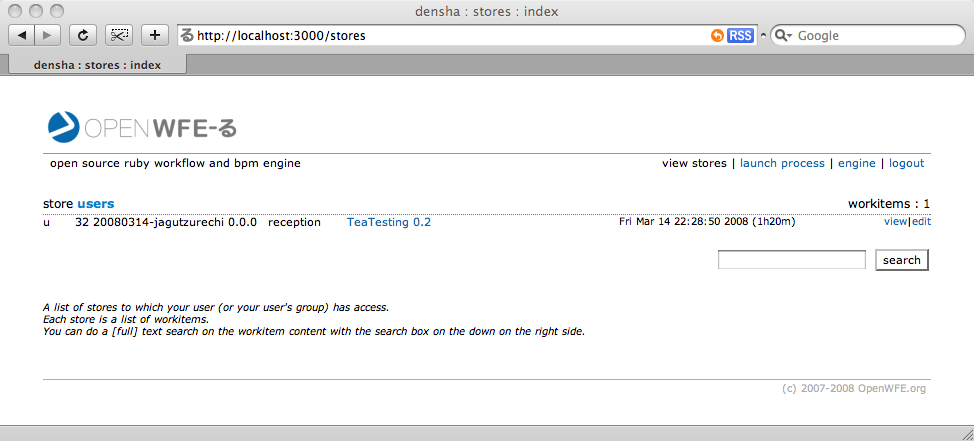 densha : stores : index
http://localhost:3000/stores RSS Google
densha : stores : index
OPEN WFE-る
open source ruby workflow and bpm engine view stores | launch process | engine | logout
store users workitems : 1
u 32 20080314-jagutzurechi 0.0.0 reception TeaTesting 0.2 Fri Mar 14 22:28:50 2008 (1h20m) view|edit
search
A list of stores to which your user (or your user's group) has access.
Each store is a list of workitems.
You can do a [full] text search on the workitem content with the search box on the down on the right side.
(c) 2007-2008 OpenWFE.org